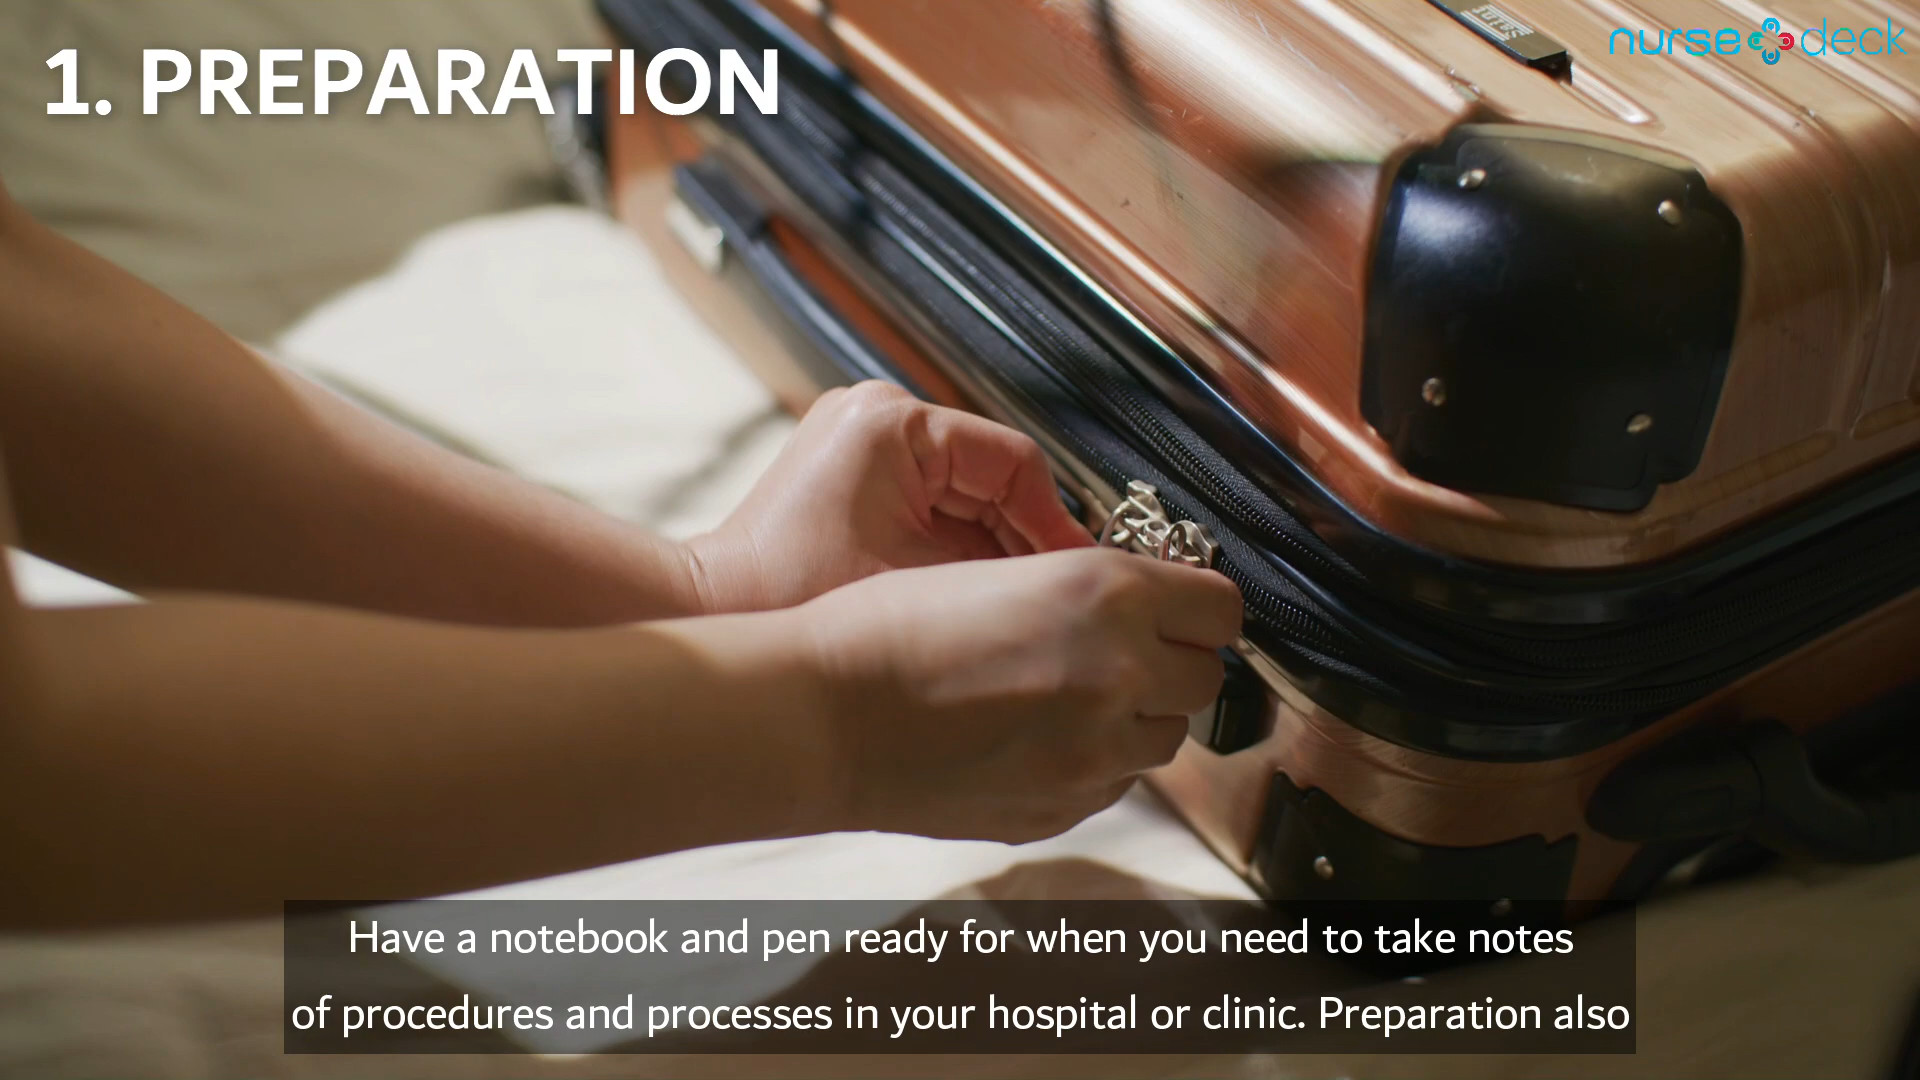 1. PREPARATION
nurse deck
Have a notebook and pen ready for when you need to take notes
of procedures and processes in your hospital or clinic. Preparation also